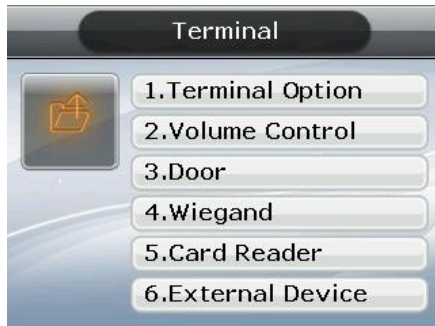 Terminal
1.Terminal Option
2.Volume Control
3.Door
4.Wiegand
5.Card Reader
6.External Device